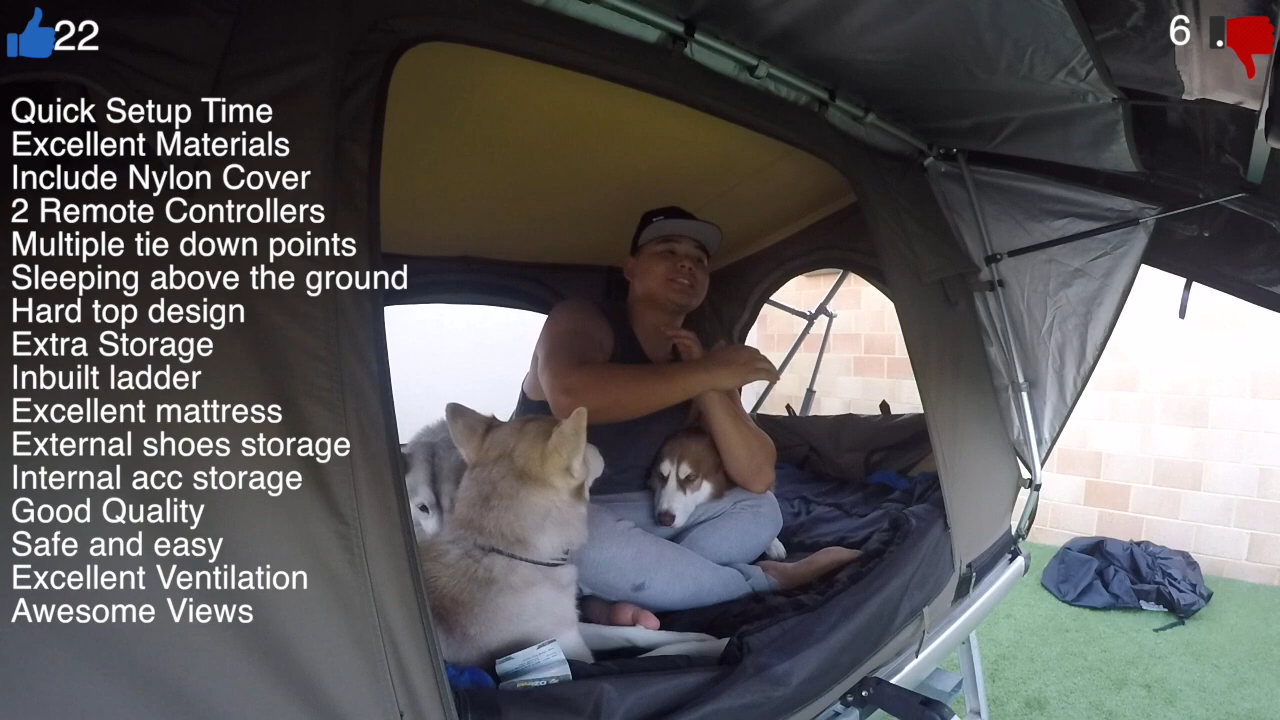 22
6
Quick Setup Time
Excellent Materials
Include Nylon Cover
2 Remote Controllers
Multiple tie down points
Sleeping above the ground
Hard top design
Extra Storage
Inbuilt ladder
Excellent mattress
External shoes storage
Internal acc storage
Good Quality
Safe and easy
Excellent Ventilation
Awesome Views